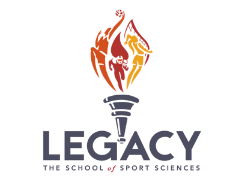 LEGACY
THE SCHOOL of SPORT SCIENCES